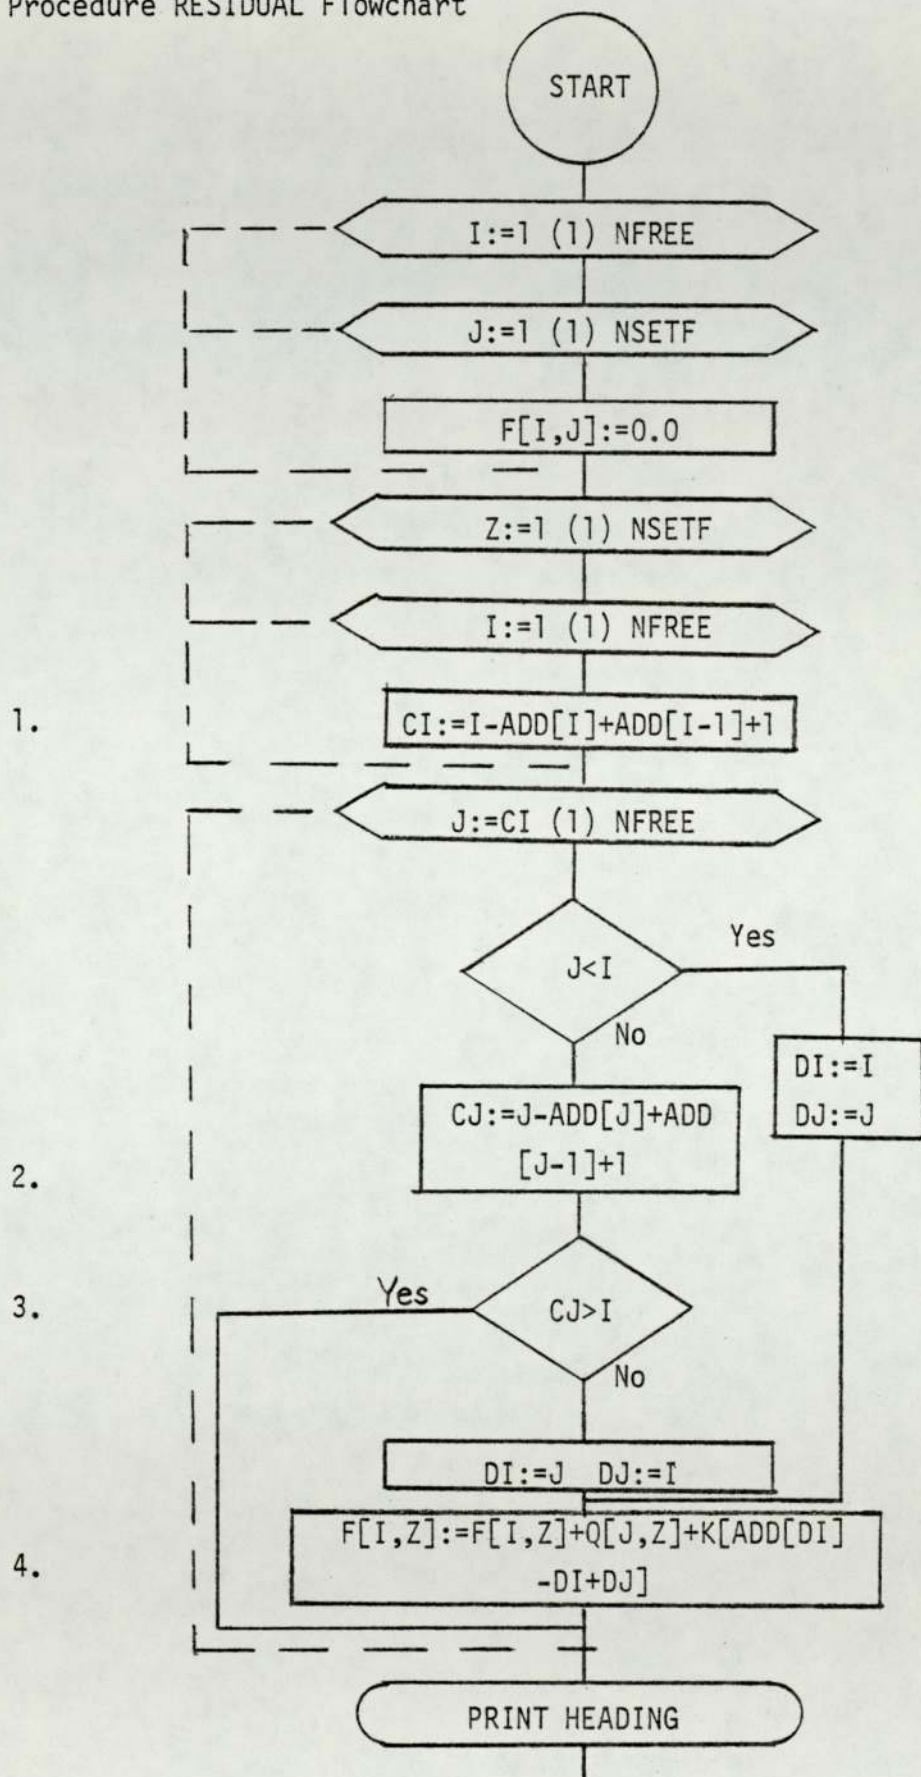 Procedure RESIDUAL Flowchart
START
I:=1 (1) NFREE
J:=1 (1) NSETF
F[I,J]:=0.0
Z:=1 (1) NSETF
I:=1 (1) NFREE
1.
CI:=I-ADD[I]+ADD[I-1]+1
J:=CI (1) NFREE
J<I
Yes
No
DI:=I
DJ:=J
CJ:=J-ADD[J]+ADD
[J-1]+1
2.
3.
Yes
CJ>I
No
DI:=J DJ:=I
4.
F[I,Z]:=F[I,Z]+Q[J,Z]+K[ADD[DI]
-DI+DJ]
PRINT HEADING